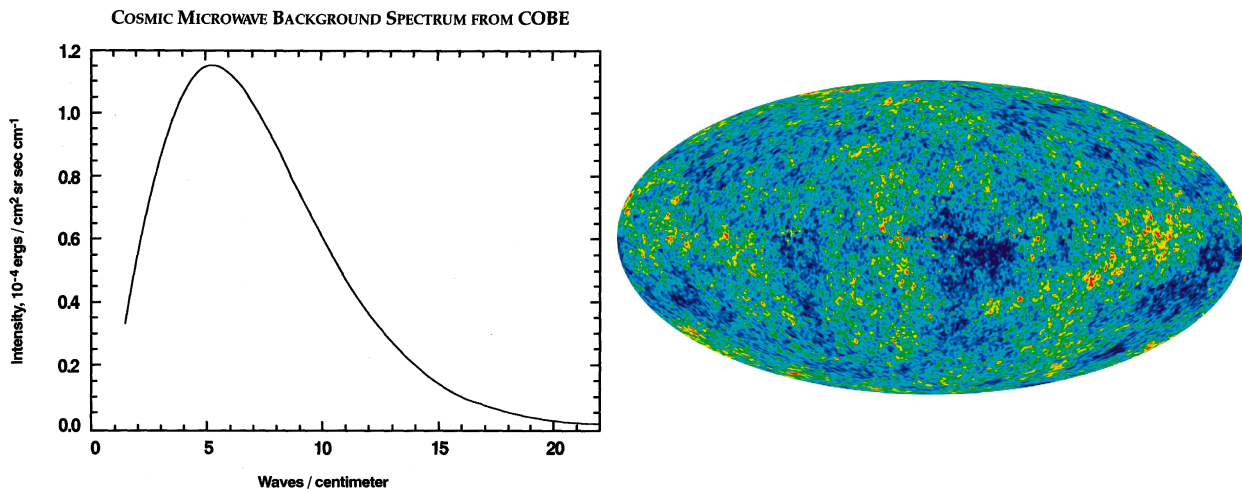 COSMIC MICROWAVE BACKGROUND SPECTRUM FROM COBE
Intensity, 10⁻⁴ ergs / cm² sr sec cm⁻¹
1.2
1.0
0.8
0.6
0.4
0.2
0.0
0 5 10 15 20
Waves / centimeter